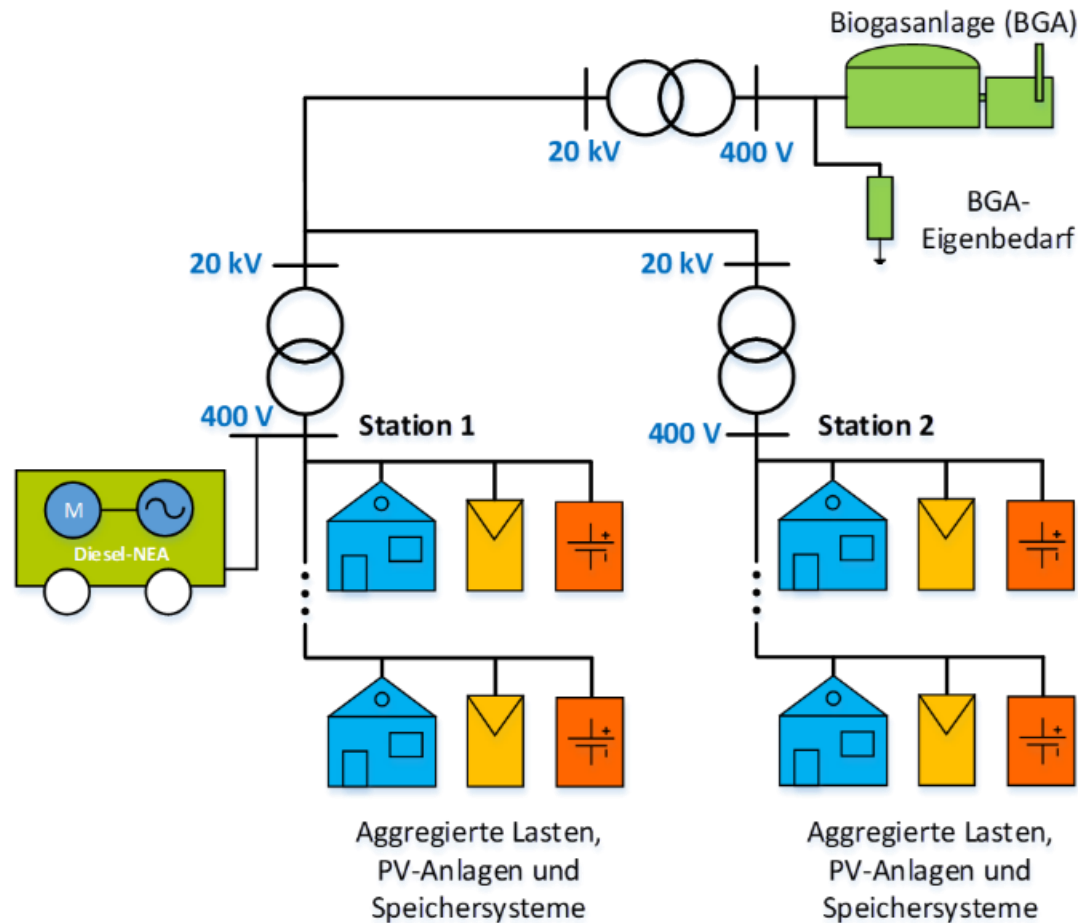 Biogasanlage (BGA)
20 kV
400 V
BGA-
Eigenbedarf
20 kV
20 kV
400 V
Station 1
400 V
Station 2
M
Diesel-NEA
Aggregierte Lasten,
PV-Anlagen und
Speichersysteme
Aggregierte Lasten,
PV-Anlagen und
Speichersysteme